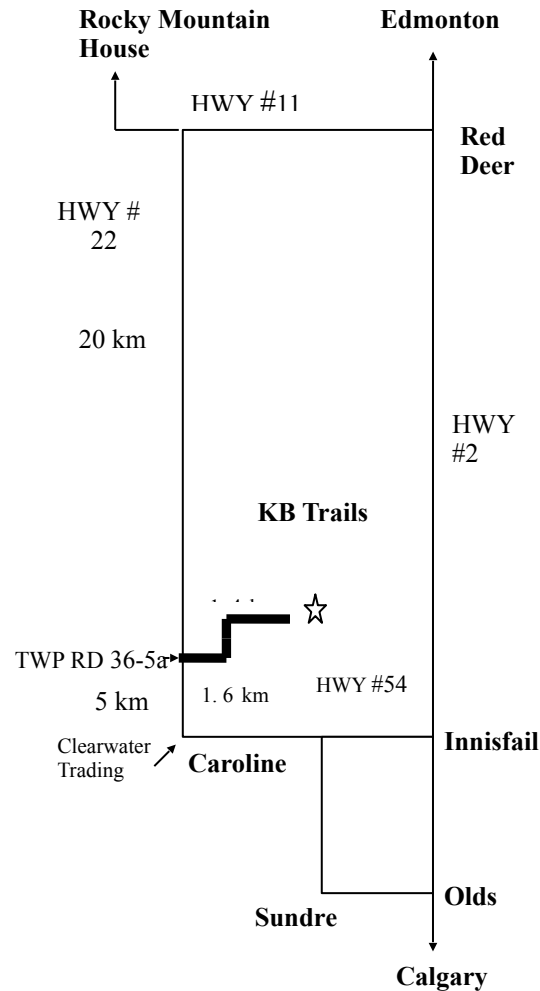 Rocky Mountain
House
Edmonton
HWY #11
Red
Deer
HWY #
22
20 km
HWY
#2
KB Trails
TWP RD 36-5a
5 km
1. 6 km
HWY #54
Clearwater
Trading
Caroline
Innisfail
Sundre
Olds
Calgary